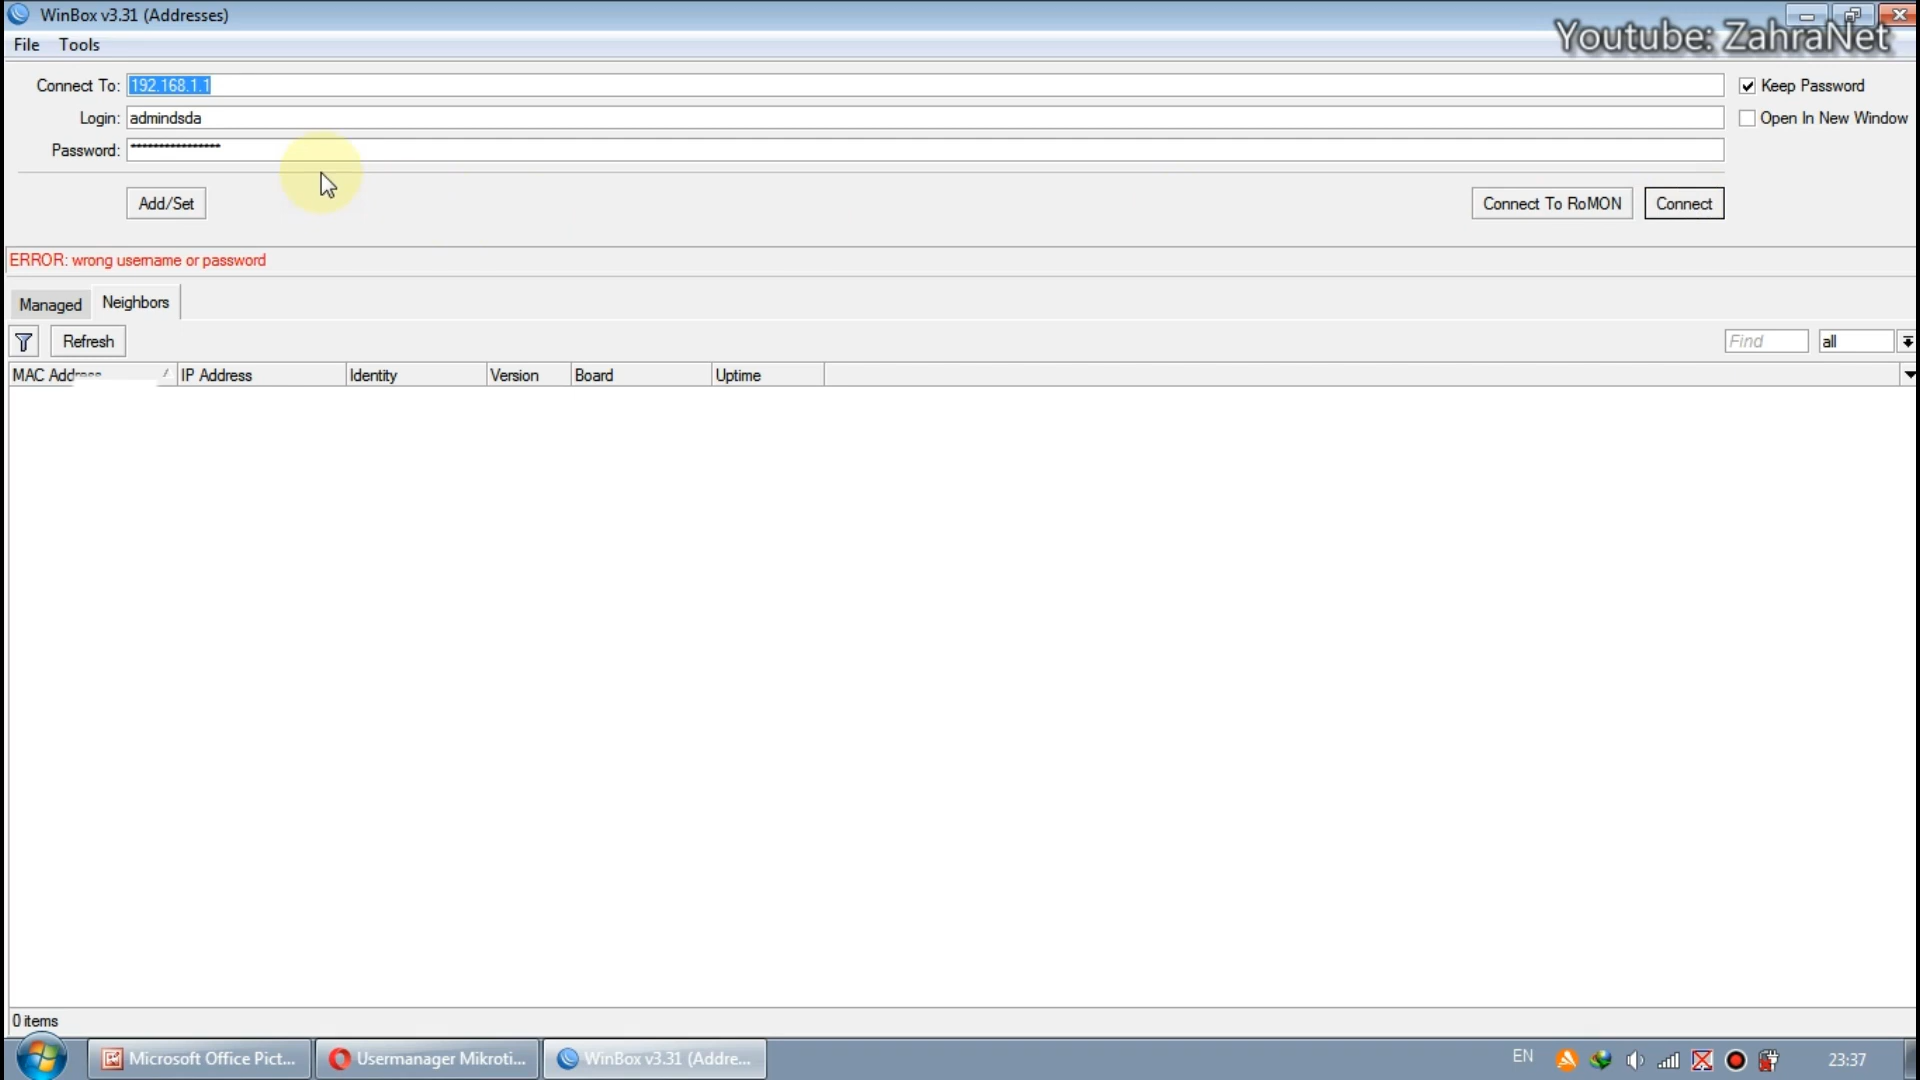 WinBox v3.31 (Addresses)
Youtube: ZahraNet
File Tools
Connect To: 192.168.1.1
Keep Password
Login: admindsda
Open In New Window
Password: ****************
Add/Set
Connect To RoMON
Connect
ERROR: wrong username or password
Managed
Neighbors
Refresh
Find
all
MAC Address IP Address Identity Version Board Uptime
0 items
Microsoft Office Pict...
Usermanager Mikroti...
WinBox v3.31 (Addre...
EN
23:37